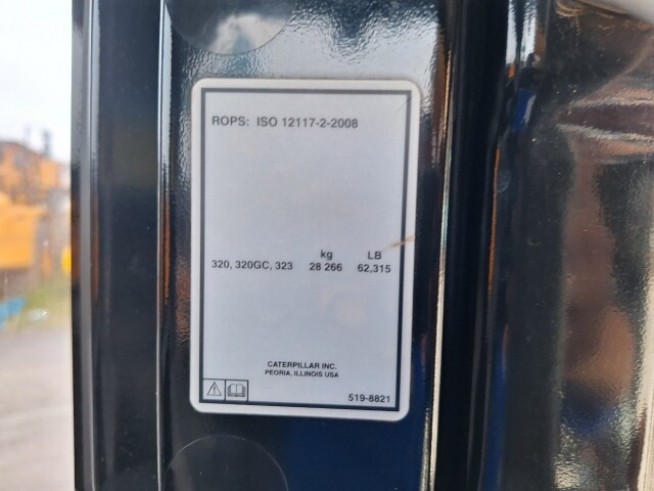 ROPS: ISO 12117-2-2008
kg LB
320, 320GC, 323 28 266 62,315
CATERPILLAR INC.
PEORIA, ILLINOIS USA
519-8821